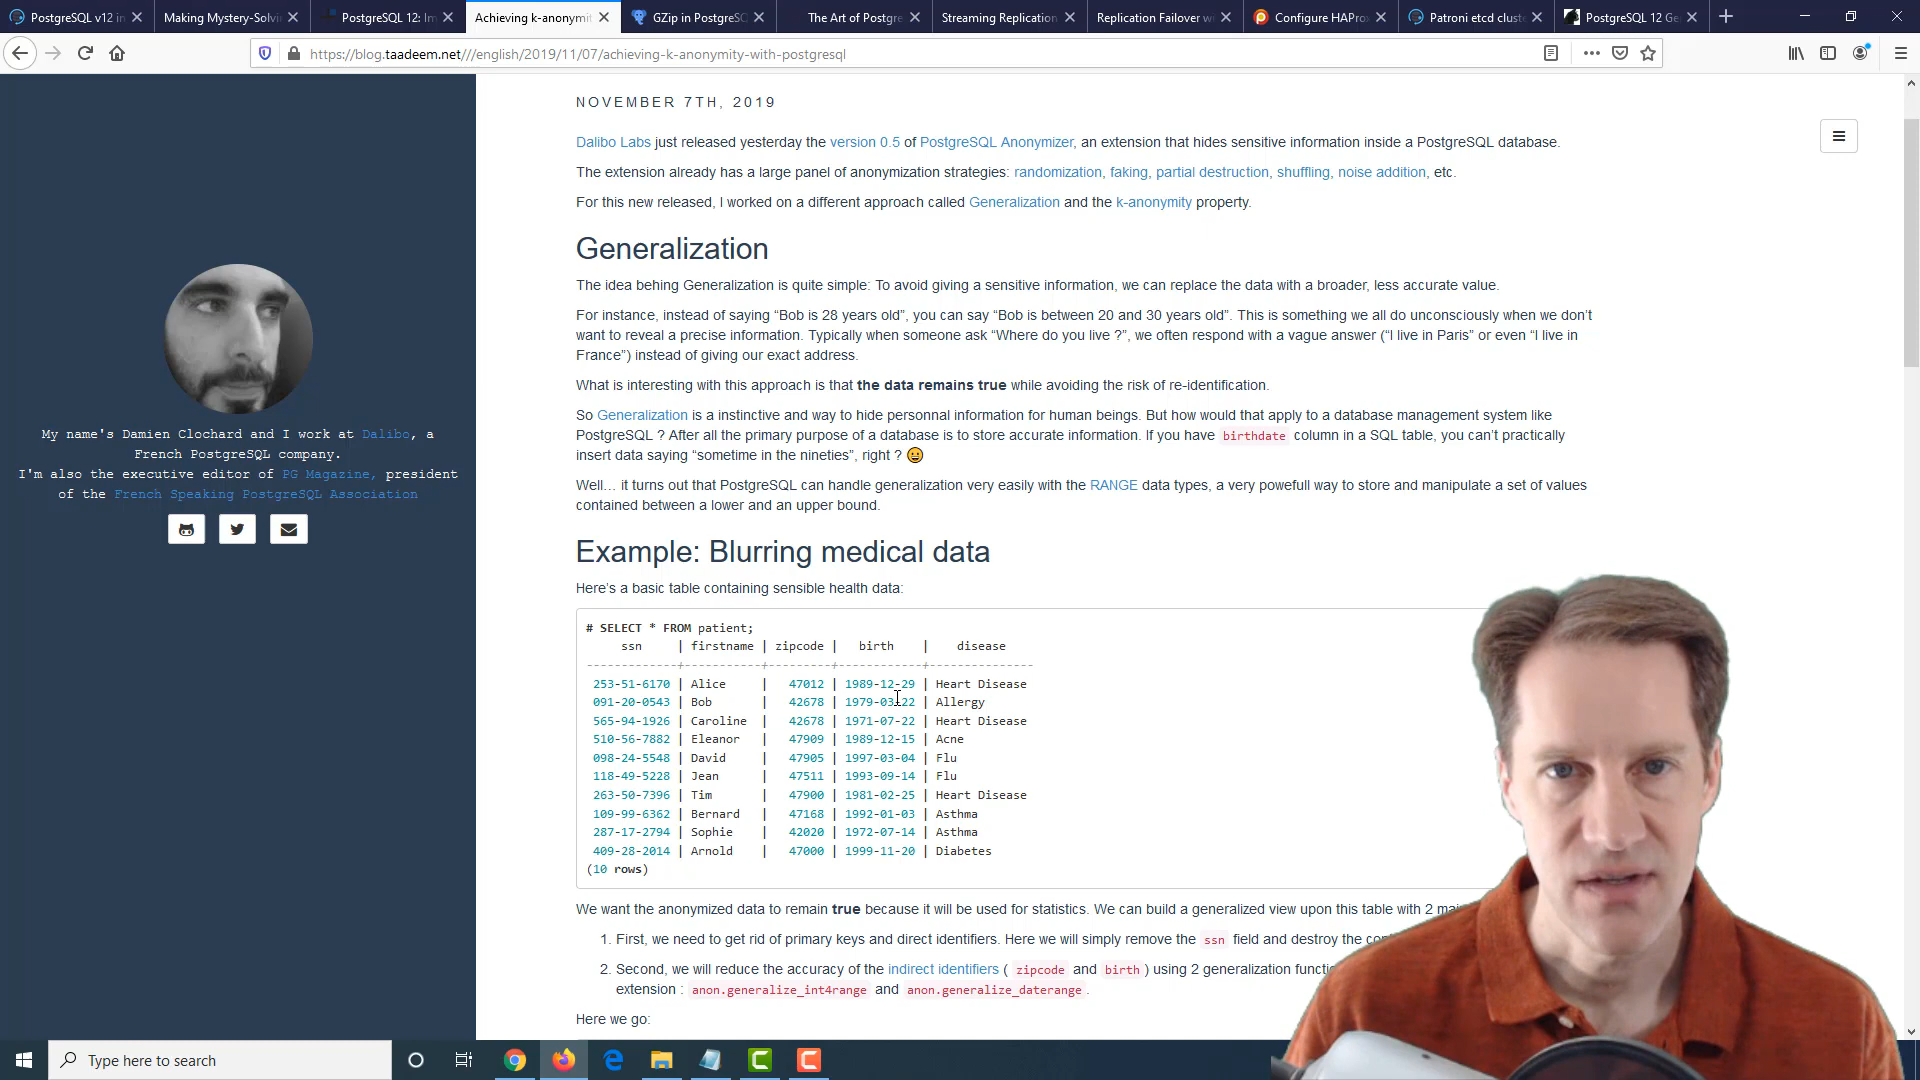 PostgreSQL v12 in
Making Mystery-Solvi
PostgreSQL 12: Im
Achieving k-anonymit
GZip in PostgreSQ
The Art of Postgre
Streaming Replication
Replication Failover w
Configure HAProx
Patroni etcd cluste
PostgreSQL 12 Ge
https://blog.taadeem.net///english/2019/11/07/achieving-k-anonymity-with-postgresql
NOVEMBER 7TH, 2019
Dalibo Labs just released yesterday the version 0.5 of PostgreSQL Anonymizer, an extension that hides sensitive information inside a PostgreSQL database.
The extension already has a large panel of anonymization strategies: randomization, faking, partial destruction, shuffling, noise addition, etc.
For this new released, I worked on a different approach called Generalization and the k-anonymity property.
Generalization
The idea behing Generalization is quite simple: To avoid giving a sensitive information, we can replace the data with a broader, less accurate value.
For instance, instead of saying “Bob is 28 years old”, you can say “Bob is between 20 and 30 years old”. This is something we all do unconsciously when we don’t
want to reveal a precise information. Typically when someone ask “Where do you live ?”, we often respond with a vague answer (“I live in Paris” or even “I live in
France”) instead of giving our exact address.
What is interesting with this approach is that the data remains true while avoiding the risk of re-identification.
So Generalization is a instinctive and way to hide personnal information for human beings. But how would that apply to a database management system like
PostgreSQL ? After all the primary purpose of a database is to store accurate information. If you have birthdate column in a SQL table, you can’t practically
insert data saying “sometime in the nineties”, right ? 😀
Well… it turns out that PostgreSQL can handle generalization very easily with the RANGE data types, a very powefull way to store and manipulate a set of values
contained between a lower and an upper bound.
Example: Blurring medical data
Here’s a basic table containing sensible health data:
# SELECT * FROM patient;
ssn | firstname | zipcode | birth | disease
-------------+-----------+---------+------------+---------------
253-51-6170 | Alice | 47012 | 1989-12-29 | Heart Disease
091-20-0543 | Bob | 42678 | 1979-03-22 | Allergy
565-94-1926 | Caroline | 42678 | 1971-07-22 | Heart Disease
510-56-7882 | Eleanor | 47909 | 1989-12-15 | Acne
098-24-5548 | David | 47905 | 1997-03-04 | Flu
118-49-5228 | Jean | 47511 | 1993-09-14 | Flu
263-50-7396 | Tim | 47900 | 1981-02-25 | Heart Disease
109-99-6362 | Bernard | 47168 | 1992-01-03 | Asthma
287-17-2794 | Sophie | 42020 | 1972-07-14 | Asthma
409-28-2014 | Arnold | 47000 | 1999-11-20 | Diabetes
(10 rows)
We want the anonymized data to remain true because it will be used for statistics. We can build a generalized view upon this table with 2 mai
1. First, we need to get rid of primary keys and direct identifiers. Here we will simply remove the ssn field and destroy the co
2. Second, we will reduce the accuracy of the indirect identifiers ( zipcode and birth ) using 2 generalization functi
extension : anon.generalize_int4range and anon.generalize_daterange .
Here we go:
My name's Damien Clochard and I work at Dalibo, a
French PostgreSQL company.
I'm also the executive editor of PG Magazine, president
of the French Speaking PostgreSQL Association
Type here to search